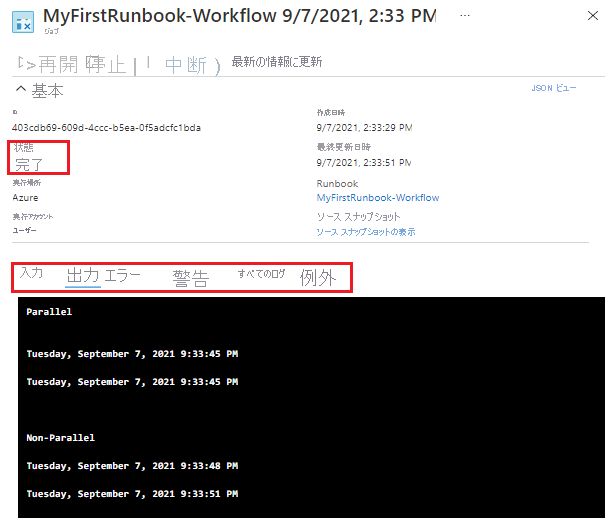 MyFirstRunbook-Workflow 9/7/2021, 2:33 PM ...
ジョブ
再開 停止 中断 最新の情報に更新
基本 JSON ビュー
ID 作成日時
403cdb69-609d-4ccc-b5ea-0f5adcfc1bda 9/7/2021, 2:33:29 PM
状態 最終更新日時
完了 9/7/2021, 2:33:51 PM
実行場所 Runbook
Azure MyFirstRunbook-Workflow
実行アカウント ソース スナップショット
ユーザー ソース スナップショットの表示
入力 出力 エラー 警告 すべてのログ 例外
Parallel
Tuesday, September 7, 2021 9:33:45 PM
Tuesday, September 7, 2021 9:33:45 PM
Non-Parallel
Tuesday, September 7, 2021 9:33:48 PM
Tuesday, September 7, 2021 9:33:51 PM